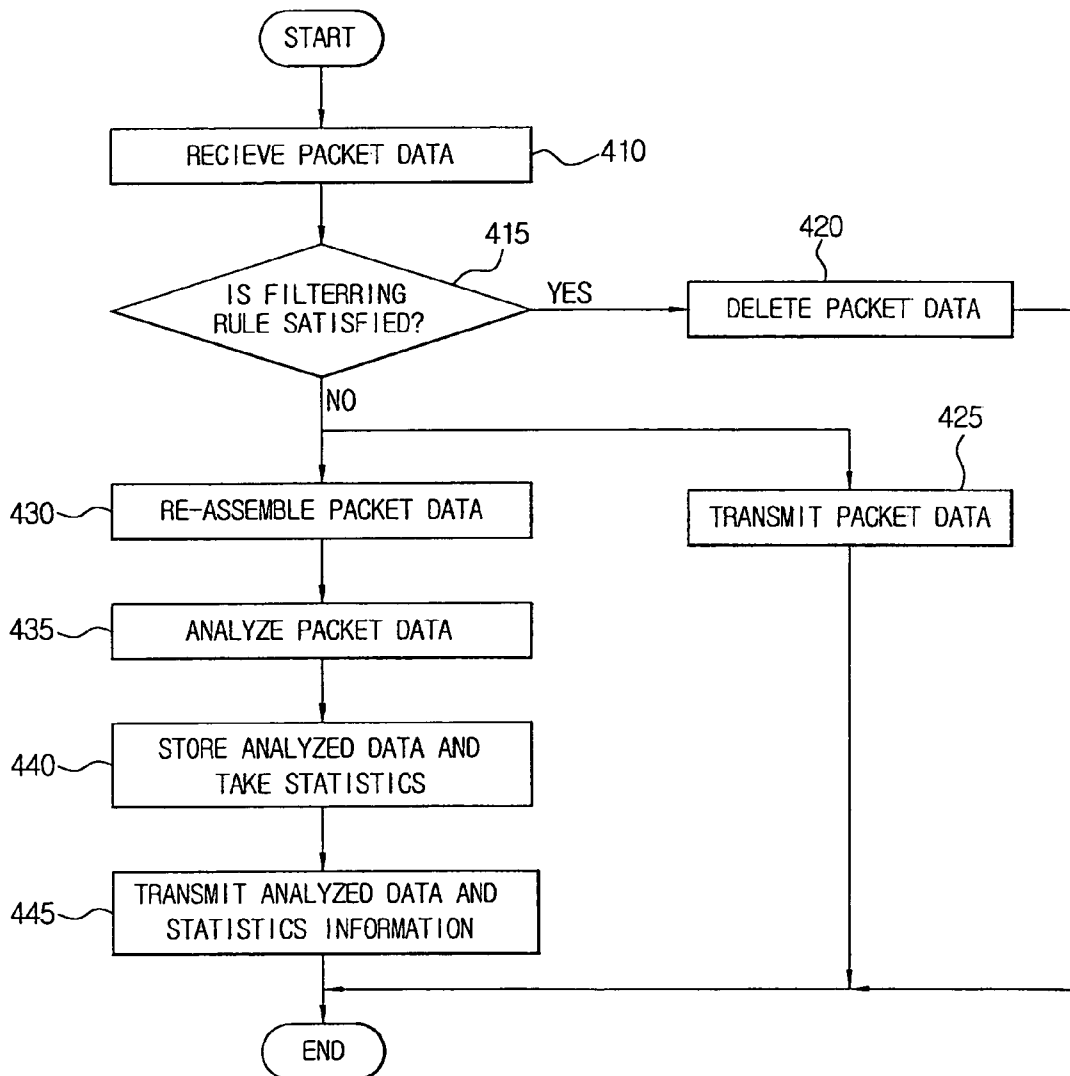 START
RECIEVE PACKET DATA
410
415
IS FILTERRING
RULE SATISFIED?
YES
420
DELETE PACKET DATA
NO
425
430
RE-ASSEMBLE PACKET DATA
TRANSMIT PACKET DATA
435
ANALYZE PACKET DATA
440
STORE ANALYZED DATA AND
TAKE STATISTICS
445
TRANSMIT ANALYZED DATA AND
STATISTICS INFORMATION
END